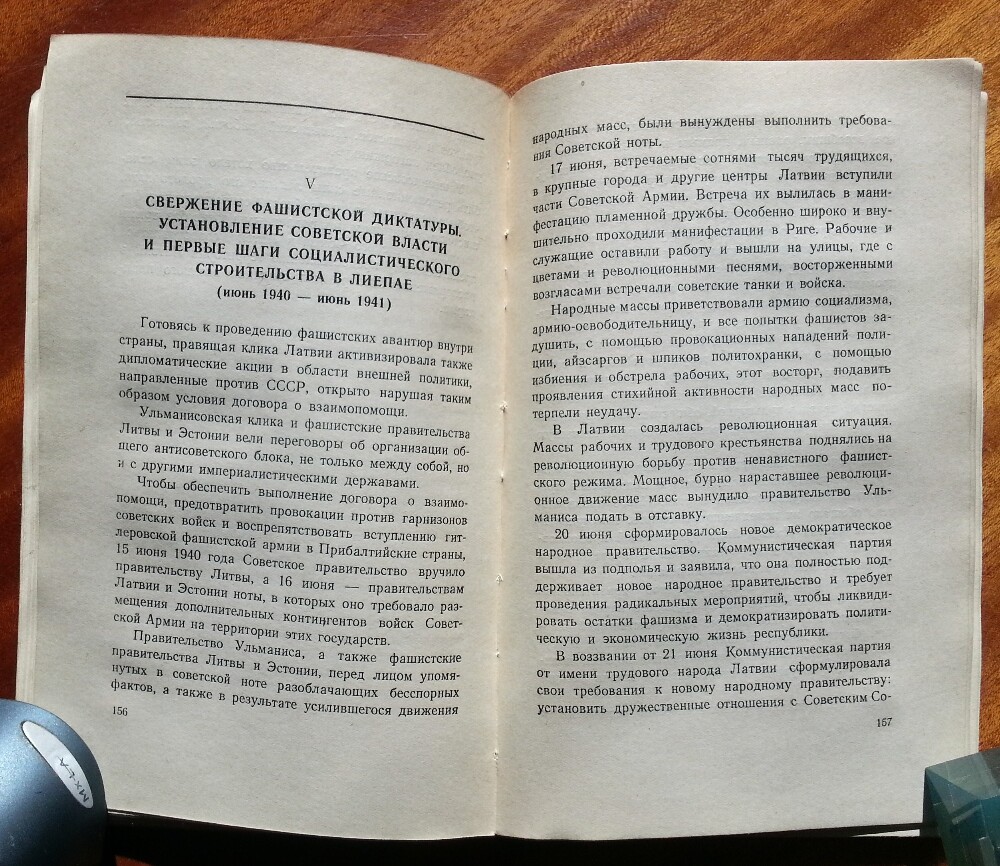 V
СВЕРЖЕНИЕ ФАШИСТСКОЙ ДИКТАТУРЫ.
УСТАНОВЛЕНИЕ СОВЕТСКОЙ ВЛАСТИ
И ПЕРВЫЕ ШАГИ СОЦИАЛИСТИЧЕСКОГО
СТРОИТЕЛЬСТВА В ЛИЕПАЕ
(июнь 1940 — июнь 1941)
Готовясь к проведению фашистских авантюр внутри
страны, правящая клика Латвии активизировала также
дипломатические акции в области внешней политики,
направленные против СССР, открыто нарушая таким
образом условия договора о взаимопомощи.
Ульманисовская клика и фашистские правительства
Литвы и Эстонии вели переговоры об организации об-
щего антисоветского блока, не только между собой, но
и с другими империалистическими державами.
Чтобы обеспечить выполнение договора о взаимо-
помощи, предотвратить провокации против гарнизонов
советских войск и воспрепятствовать вступлению гит-
леровской фашистской армии в Прибалтийские страны,
15 июня 1940 года Советское правительство вручило
правительству Литвы, а 16 июня — правительствам
Латвии и Эстонии ноты, в которых оно требовало раз-
мещения дополнительных контингентов войск Совет-
ской Армии на территории этих государств.
Правительство Ульманиса, а также фашистские
правительства Литвы и Эстонии, перед лицом упомя-
нутых в советской ноте разоблачающих бесспорных
фактов, а также в результате усилившегося движения
156
народных масс, были вынуждены выполнить требова-
ния Советской ноты.
17 июня, встречаемые сотнями тысяч трудящихся,
в крупные города и другие центры Латвии вступили
части Советской Армии. Встреча их вылилась в мани-
фестацию пламенной дружбы. Особенно широко и вну-
шительно проходили манифестации в Риге. Рабочие и
служащие оставили работу и вышли на улицы, где с
цветами и революционными песнями, восторженными
возгласами встречали советские танки и войска.
Народные массы приветствовали армию социализма,
армию-освободительницу, и все попытки фашистов за-
душить, с помощью провокационных нападений поли-
ции, айзсаргов и шпиков политохранки, с помощью
избиения и обстрела рабочих, этот восторг, подавить
проявления стихийной активности народных масс по-
терпели неудачу.
В Латвии создалась революционная ситуация.
Массы рабочих и трудового крестьянства поднялись на
революционную борьбу против ненавистного фашист-
ского режима. Мощное, бурно нараставшее революци-
онное движение масс вынудило правительство Уль-
маниса подать в отставку.
20 июня сформировалось новое демократическое
народное правительство. Коммунистическая партия
вышла из подполья и заявила, что она полностью под-
держивает новое народное правительство и требует
проведения радикальных мероприятий, чтобы ликвиди-
ровать остатки фашизма и демократизировать полити-
ческую и экономическую жизнь республики.
В воззвании от 21 июня Коммунистическая партия
от имени трудового народа Латвии сформулировала
свои требования к новому народному правительству:
установить дружественные отношения с Советским Со-
157
MX-L-A